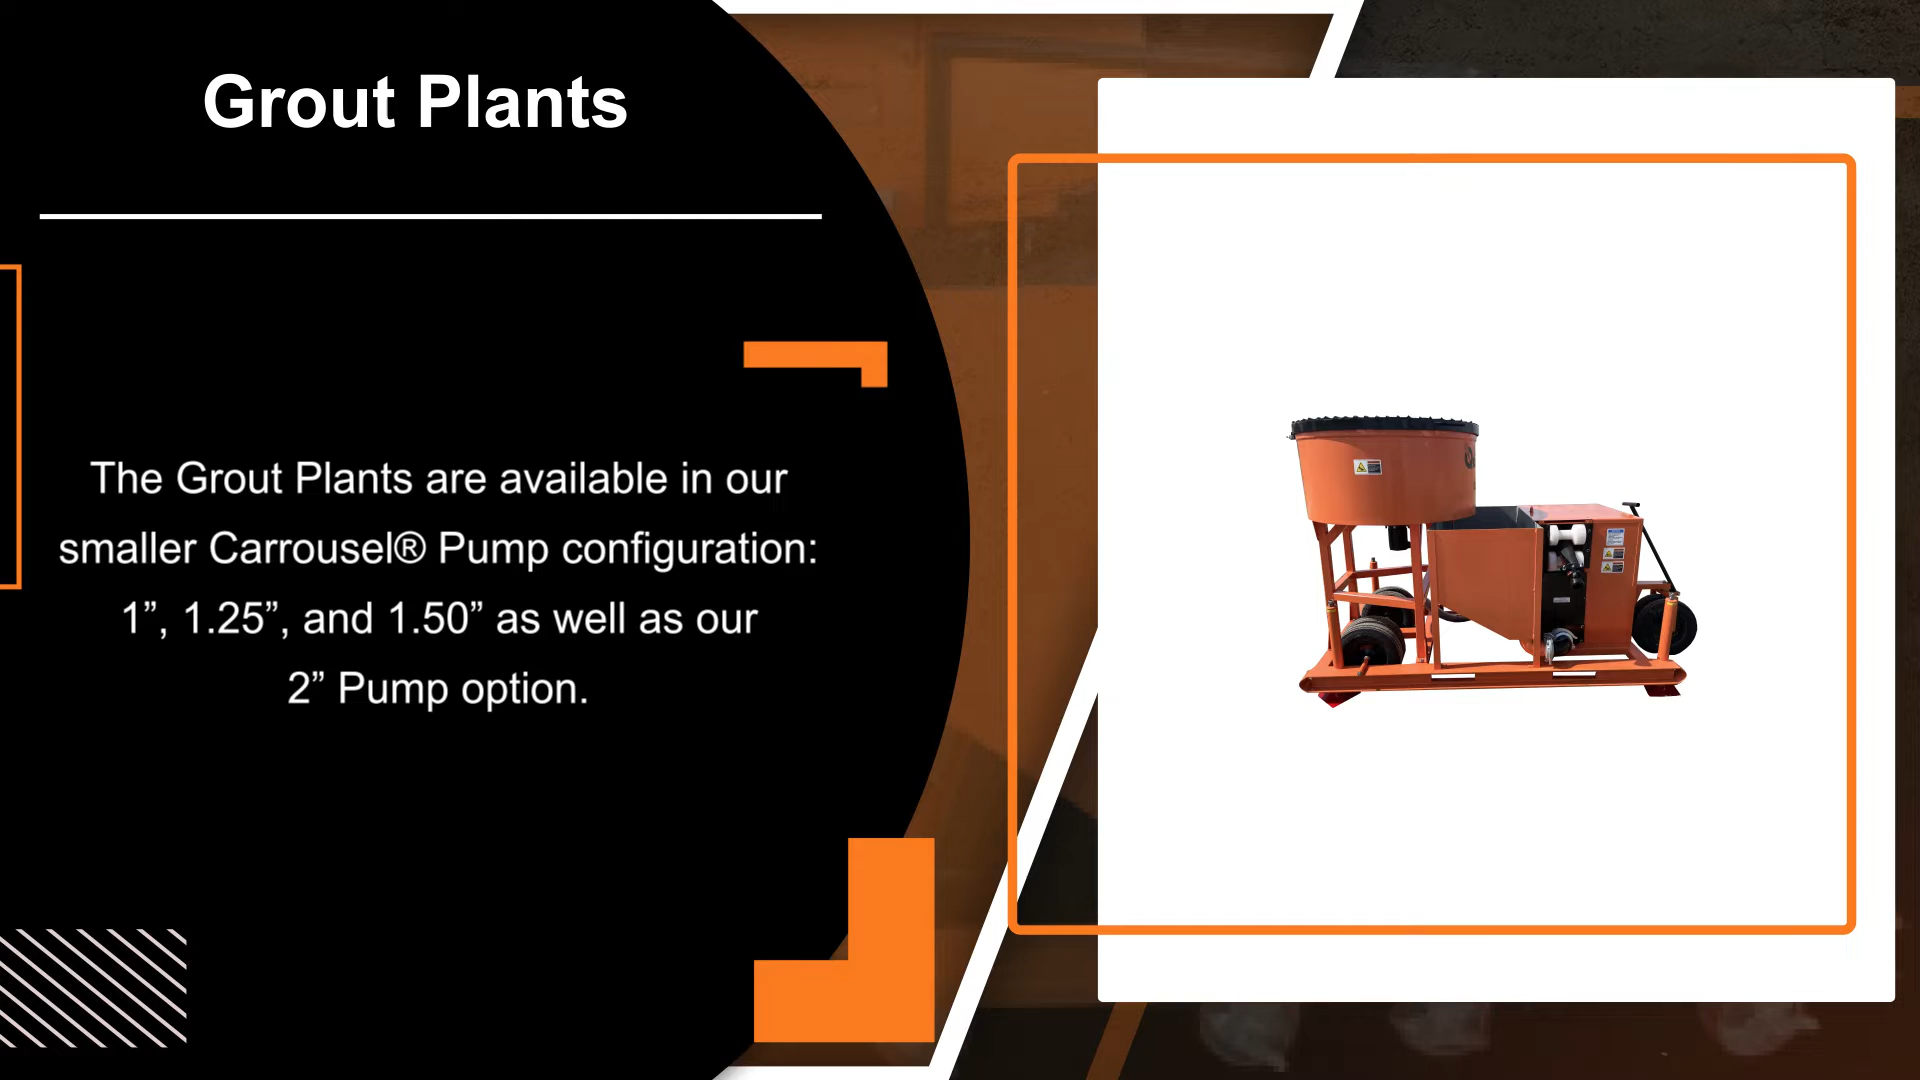 Grout Plants
The Grout Plants are available in our
smaller Carrousel® Pump configuration:
1”, 1.25”, and 1.50” as well as our
2” Pump option.